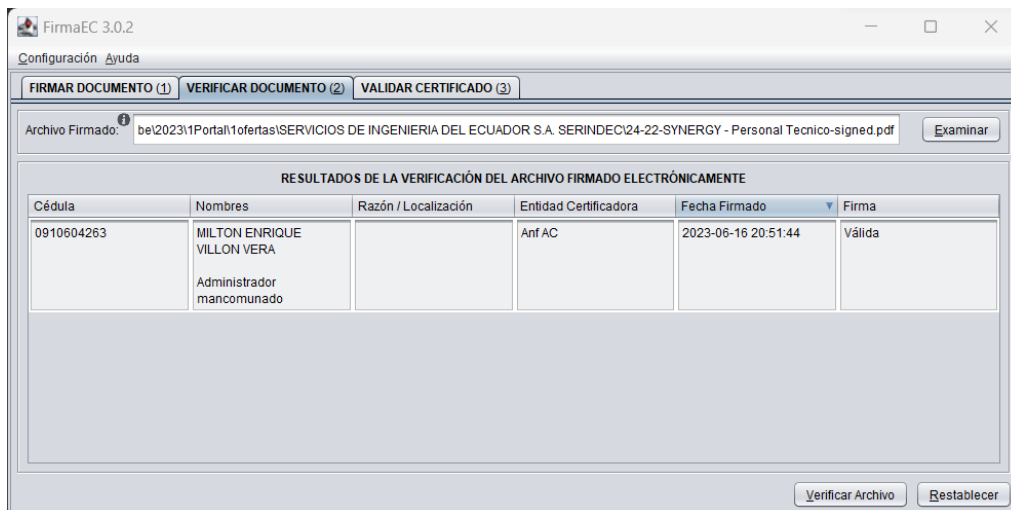 FirmaEC 3.0.2
Configuración Ayuda
FIRMAR DOCUMENTO (1) VERIFICAR DOCUMENTO (2) VALIDAR CERTIFICADO (3)
Archivo Firmado: be\2023\1Portal\1ofertas\SERVICIOS DE INGENIERIA DEL ECUADOR S.A. SERINDEC\24-22-SYNERGY - Personal Tecnico-signed.pdf Examinar
RESULTADOS DE LA VERIFICACIÓN DEL ARCHIVO FIRMADO ELECTRÓNICAMENTE
Cédula Nombres Razón / Localización Entidad Certificadora Fecha Firmado Firma
0910604263 MILTON ENRIQUE Anf AC 2023-06-16 20:51:44 Válida
VILLON VERA
Administrador
mancomunado
Verificar Archivo Restablecer